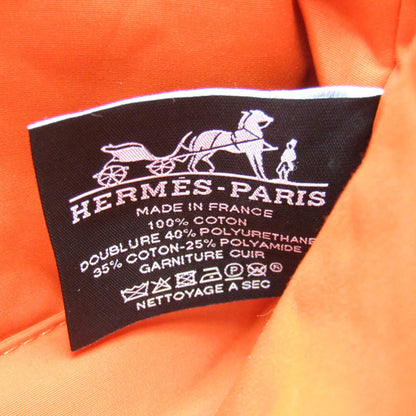 HERMÈS-PARIS
MADE IN FRANCE
100% COTON
DOUBLURE 40% POLYURETHANE
35% COTON-25% POLYAMIDE
GARNITURE CUIR
NETTOYAGE A SEC